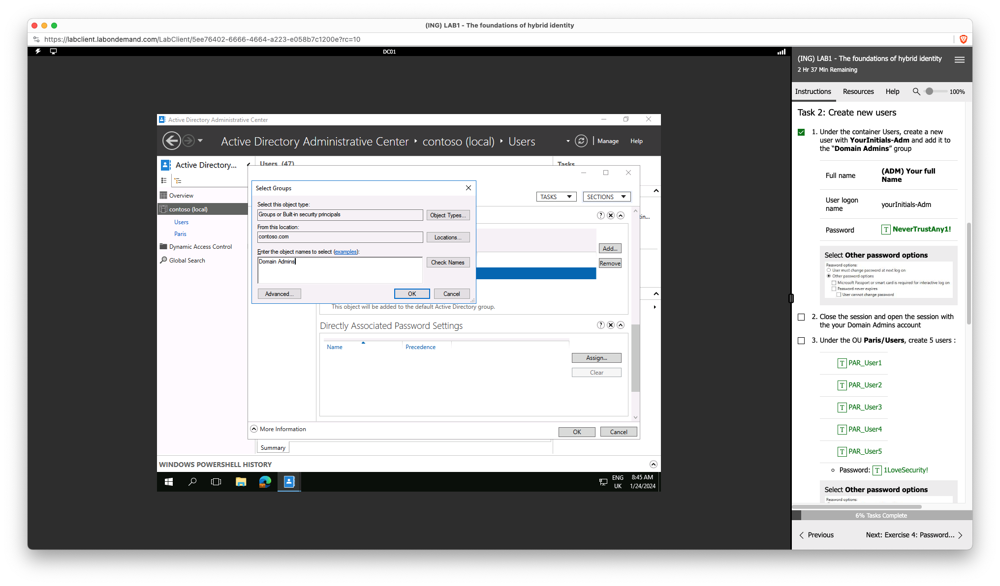 (ING) LAB1 - The foundations of hybrid identity
https://labclient.labondemand.com/LabClient/5ee76402-6666-4664-a223-e058b7c1200e?rc=10
DC01
Active Directory Administrative Center
Active Directory Administrative Center ‣ contoso (local) ‣ Users
Manage
Help
Active Directory...
Overview
contoso (local)
Users
Paris
Dynamic Access Control
Global Search
Users (47)
Tasks
TASKS
SECTIONS
Select Groups
Select this object type:
Groups or Built-in security principals
Object Types...
From this location:
contoso.com
Locations...
Enter the object names to select (examples):
Domain Admins
Check Names
Advanced...
OK
Cancel
Add...
Remove
tin...
This object will be added to the default Active Directory group.
Directly Associated Password Settings
Name
Precedence
Assign...
Clear
More Information
OK
Cancel
Summary
WINDOWS POWERSHELL HISTORY
ENG
UK
8:45 AM
1/24/2024
(ING) LAB1 - The foundations of hybrid identity
2 Hr 37 Min Remaining
Instructions
Resources
Help
100%
Task 2: Create new users
1. Under the container Users, create a new
user with YourInitials-Adm and add it to
the “Domain Admins” group
Full name
(ADM) Your full
Name
User logon
name
yourInitials-Adm
Password
T NeverTrustAny1!
Select Other password options
Password options:
User must change password at next log on
Other password options
Microsoft Passport or smart card is required for interactive log on
Password never expires
User cannot change password
2. Close the session and open the session with
the your Domain Admins account
3. Under the OU Paris/Users, create 5 users :
T PAR_User1
T PAR_User2
T PAR_User3
T PAR_User4
T PAR_User5
Password: T 1LoveSecurity!
Select Other password options
Password options:
6% Tasks Complete
Previous
Next: Exercise 4: Password...